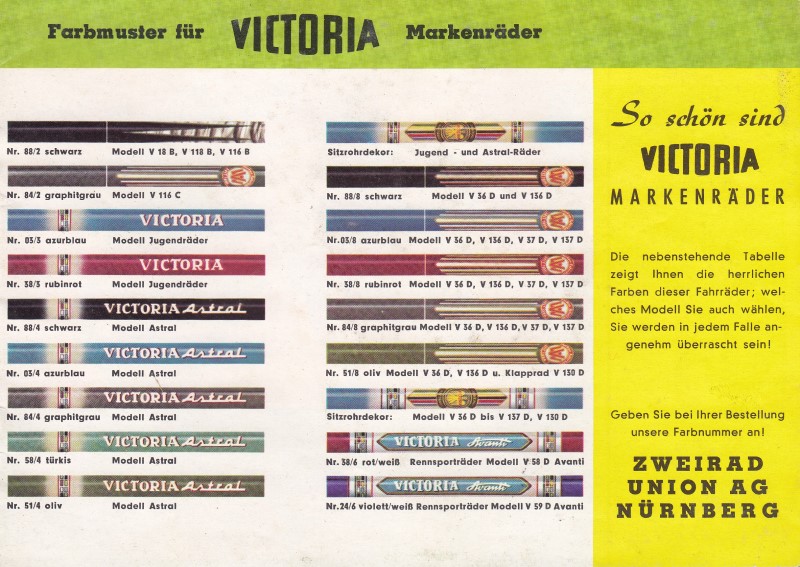 Farbmuster für VICTORIA Markenräder
Nr. 88/2 schwarz Modell V 18 B, V 118 B, V 116 B
Nr. 84/2 graphitgrau Modell V 116 C
VICTORIA
Nr. 03/3 azurblau Modell Jugendräder
VICTORIA
Nr. 38/3 rubinrot Modell Jugendräder
VICTORIA Astral
Nr. 88/4 schwarz Modell Astral
VICTORIA Astral
Nr. 03/4 azurblau Modell Astral
VICTORIA Astral
Nr. 84/4 graphitgrau Modell Astral
VICTORIA Astral
Nr. 58/4 türkis Modell Astral
VICTORIA Astral
Nr. 51/4 oliv Modell Astral
Sitzrohrdekor: Jugend - und Astral-Räder
Nr. 88/8 schwarz Modell V 36 D und V 136 D
Nr.03/8 azurblau Modell V 36 D, V 136 D, V 37 D, V 137 D
Nr. 38/8 rubinrot Modell V 36 D, V 136 D, V 37 D, V 137 D
Nr. 84/8 graphitgrau Modell V 36 D, V 136 D, V 37 D, V 137 D
Nr. 51/8 oliv Modell V 36 D, V 136 D u. Klapprad V 130 D
Sitzrohrdekor: Modell V 36 D bis V 137 D, V 130 D
VICTORIA Avanti
Nr. 38/6 rot/weiß Rennsporträder Modell V 58 D Avanti
VICTORIA Avanti
Nr.24/6 violett/weiß Rennsporträder Modell V 59 D Avanti
So schön sind
VICTORIA
MARKENRÄDER
Die nebenstehende Tabelle
zeigt Ihnen die herrlichen
Farben dieser Fahrräder; wel-
ches Modell Sie auch wählen,
Sie werden in jedem Falle an-
genehm überrascht sein!
Geben Sie bei Ihrer Bestellung
unsere Farbnummer an!
ZWEIRAD
UNION AG
NÜRNBERG